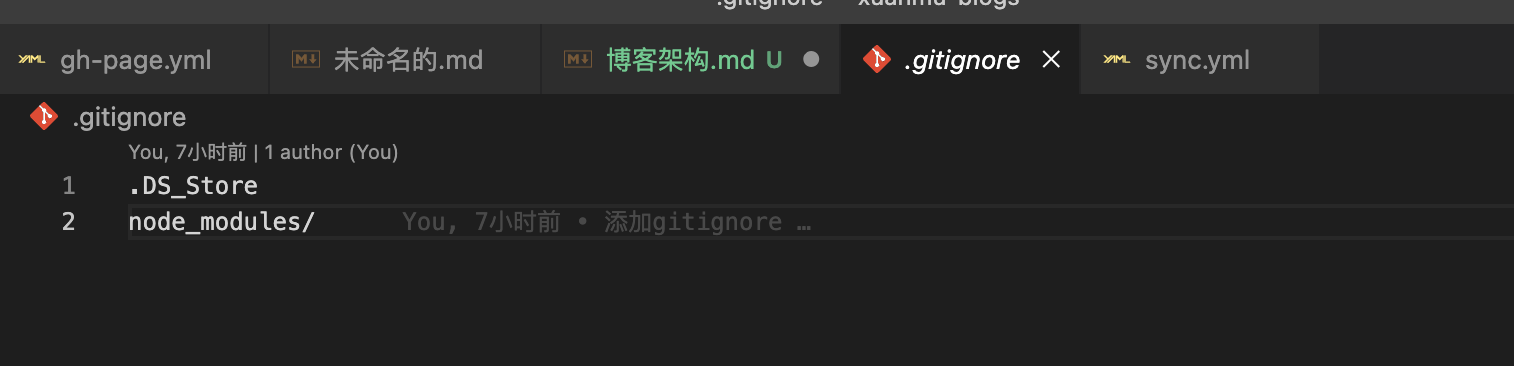 .gitignore — xuanmu-blogs
YAML gh-page.yml M↓ 未命名的.md M↓ 博客架构.md U .gitignore YAML sync.yml
.gitignore
You, 7小时前 | 1 author (You)
1 .DS_Store
2 node_modules/ You, 7小时前 • 添加gitignore …